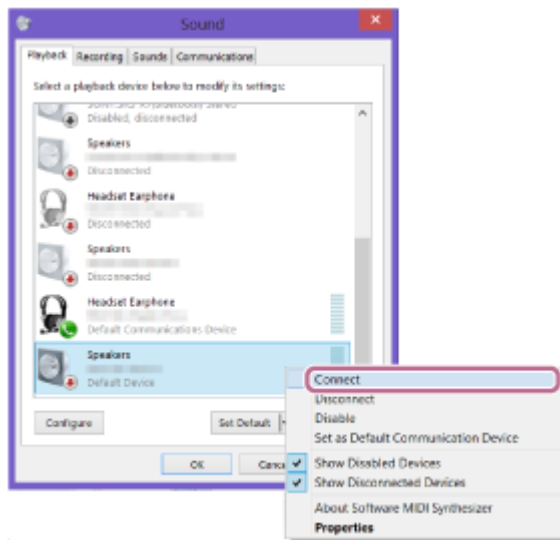 Sound
Playback Recording Sounds Communications
Select a playback device below to modify its settings:
Disabled, disconnected
Speakers
Disconnected
Headset Earphone
Disconnected
Speakers
Disconnected
Headset Earphone
Default Communications Device
Speakers
Default Device
Configure Set Default
OK Cance
Connect
Disconnect
Disable
Set as Default Communication Device
Show Disabled Devices
Show Disconnected Devices
About Software MIDI Synthesizer
Properties